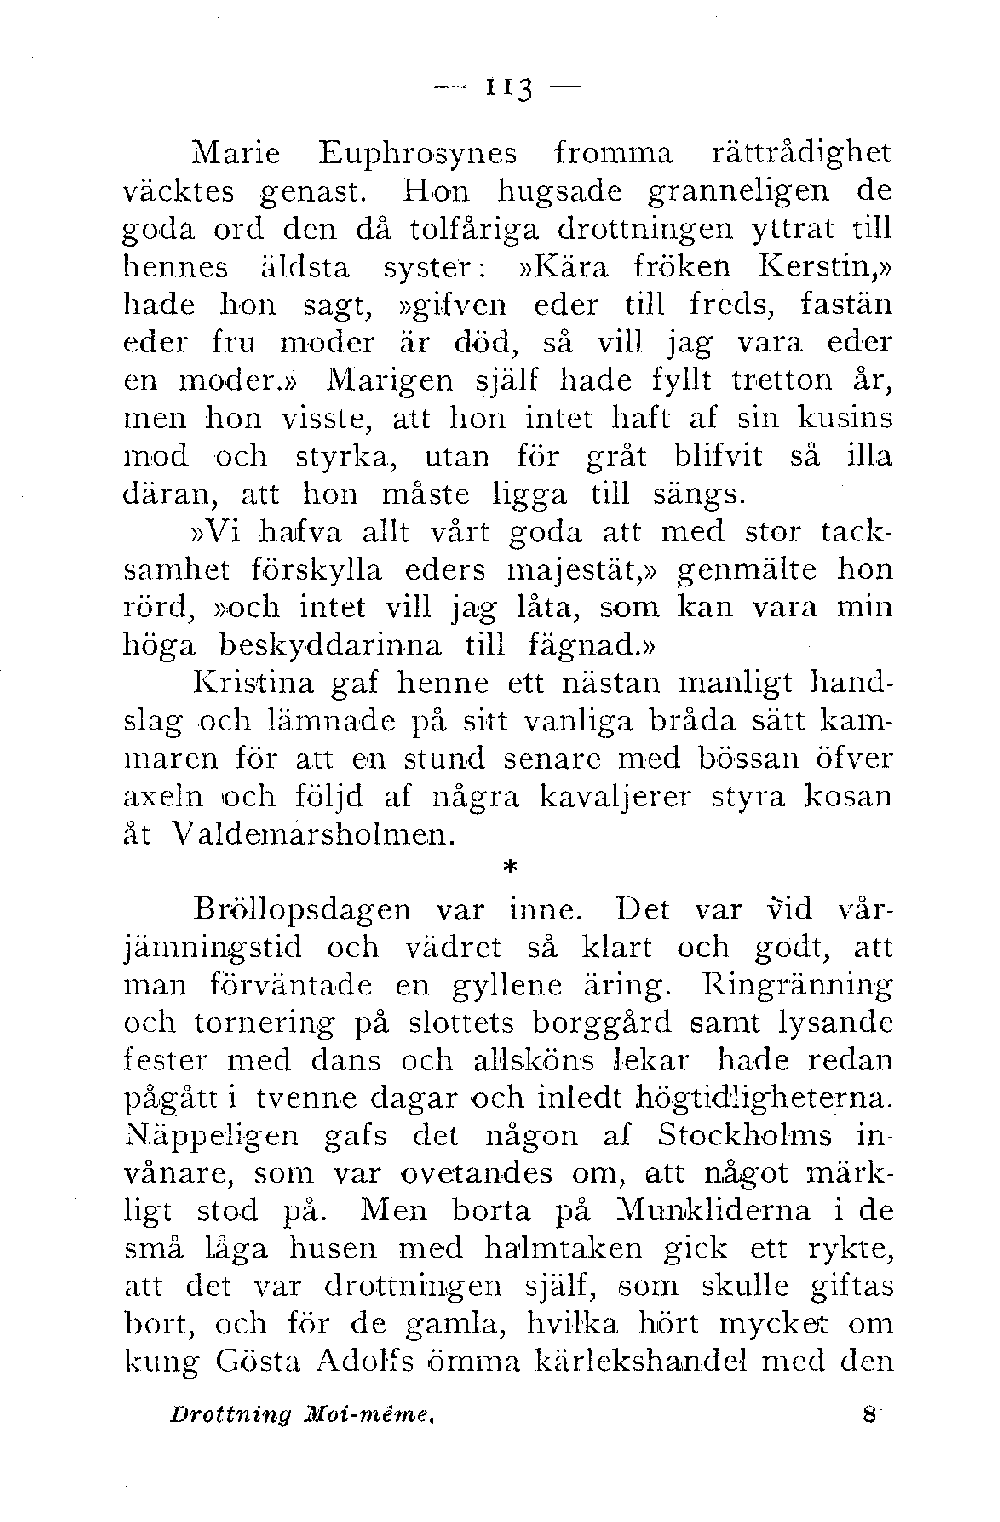 — 113 —
Marie Euphrosynes fromma rättrådighet
väcktes genast. Hon hugsade granneligen de
goda ord den då tolfåriga drottningen yttrat till
hennes äldsta syster: »Kära fröken Kerstin,»
hade hon sagt, »gifven eder till freds, fastän
eder fru moder är död, så vill jag vara eder
en moder.» Marigen själf hade fyllt tretton år,
men hon visste, att hon intet haft af sin kusins
mod och styrka, utan för gråt blifvit så illa
däran, att hon måste ligga till sängs.
»Vi hafva allt vårt goda att med stor tack-
samhet förskylla eders majestät,» genmälte hon
rörd, »och intet vill jag låta, som kan vara min
höga beskyddarinna till fägnad.»
Kristina gaf henne ett nästan manligt hand-
slag och lämnade på sitt vanliga bråda sätt kam-
maren för att en stund senare med bössan öfver
axeln och följd af några kavaljerer styra kosan
åt Valdemarsholmen.
*
Bröllopsdagen var inne. Det var vid vår-
jämningstid och vädret så klart och godt, att
man förväntade en gyllene äring. Ringränning
och tornering på slottets borggård samt lysande
fester med dans och allsköns lekar hade redan
pågått i tvenne dagar och inledt högtidligheterna.
Näppeligen gafs det någon af Stockholms in-
vånare, som var ovetandes om, att något märk-
ligt stod på. Men borta på Munkliderna i de
små låga husen med halmtaken gick ett rykte,
att det var drottningen själf, som skulle giftas
bort, och för de gamla, hvilka hört mycket om
kung Gösta Adolfs ömma kärlekshandel med den
Drottning Moi-même. 8